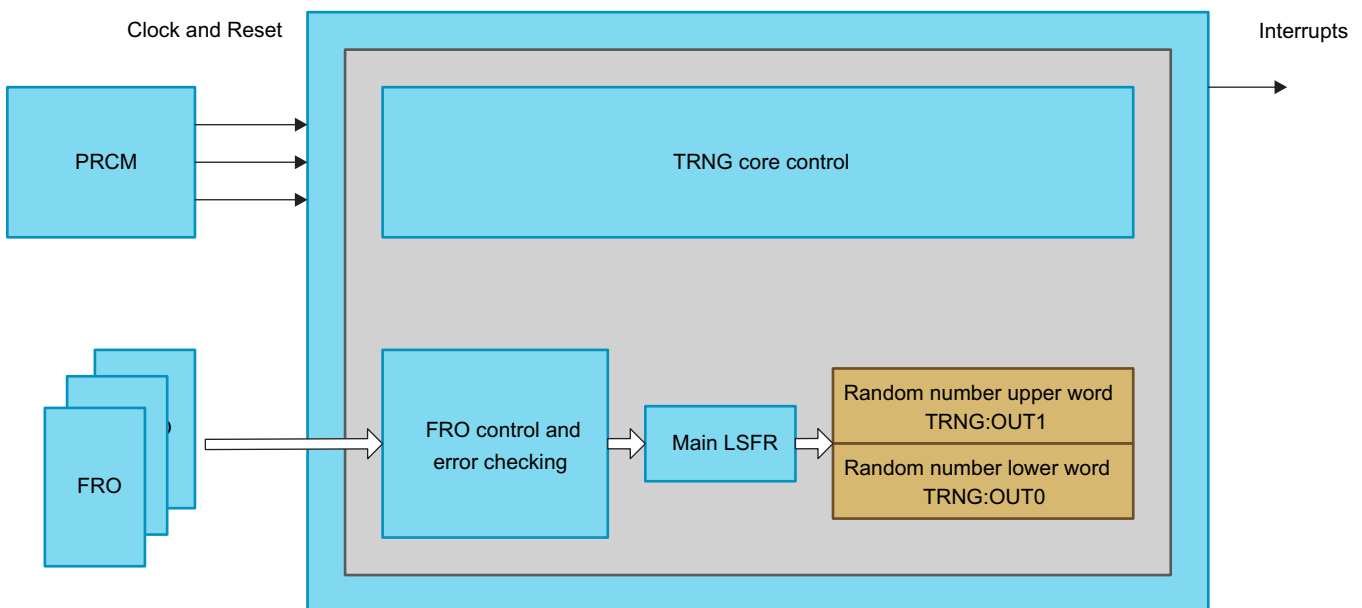 Clock and Reset
Interrupts
PRCM
TRNG core control
FRO
FRO control and
error checking
Main LSFR
Random number upper word
TRNG:OUT1
Random number lower word
TRNG:OUT0